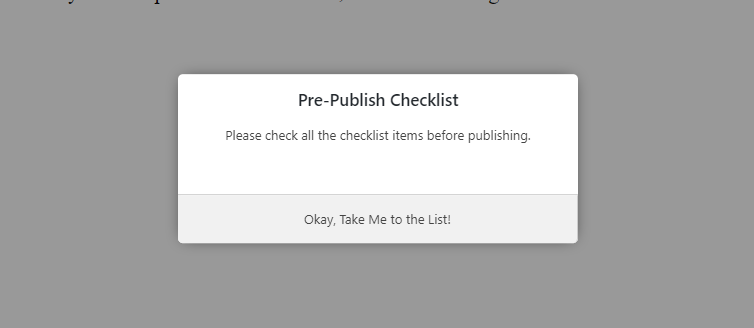 Pre-Publish Checklist
Please check all the checklist items before publishing.
Okay, Take Me to the List!